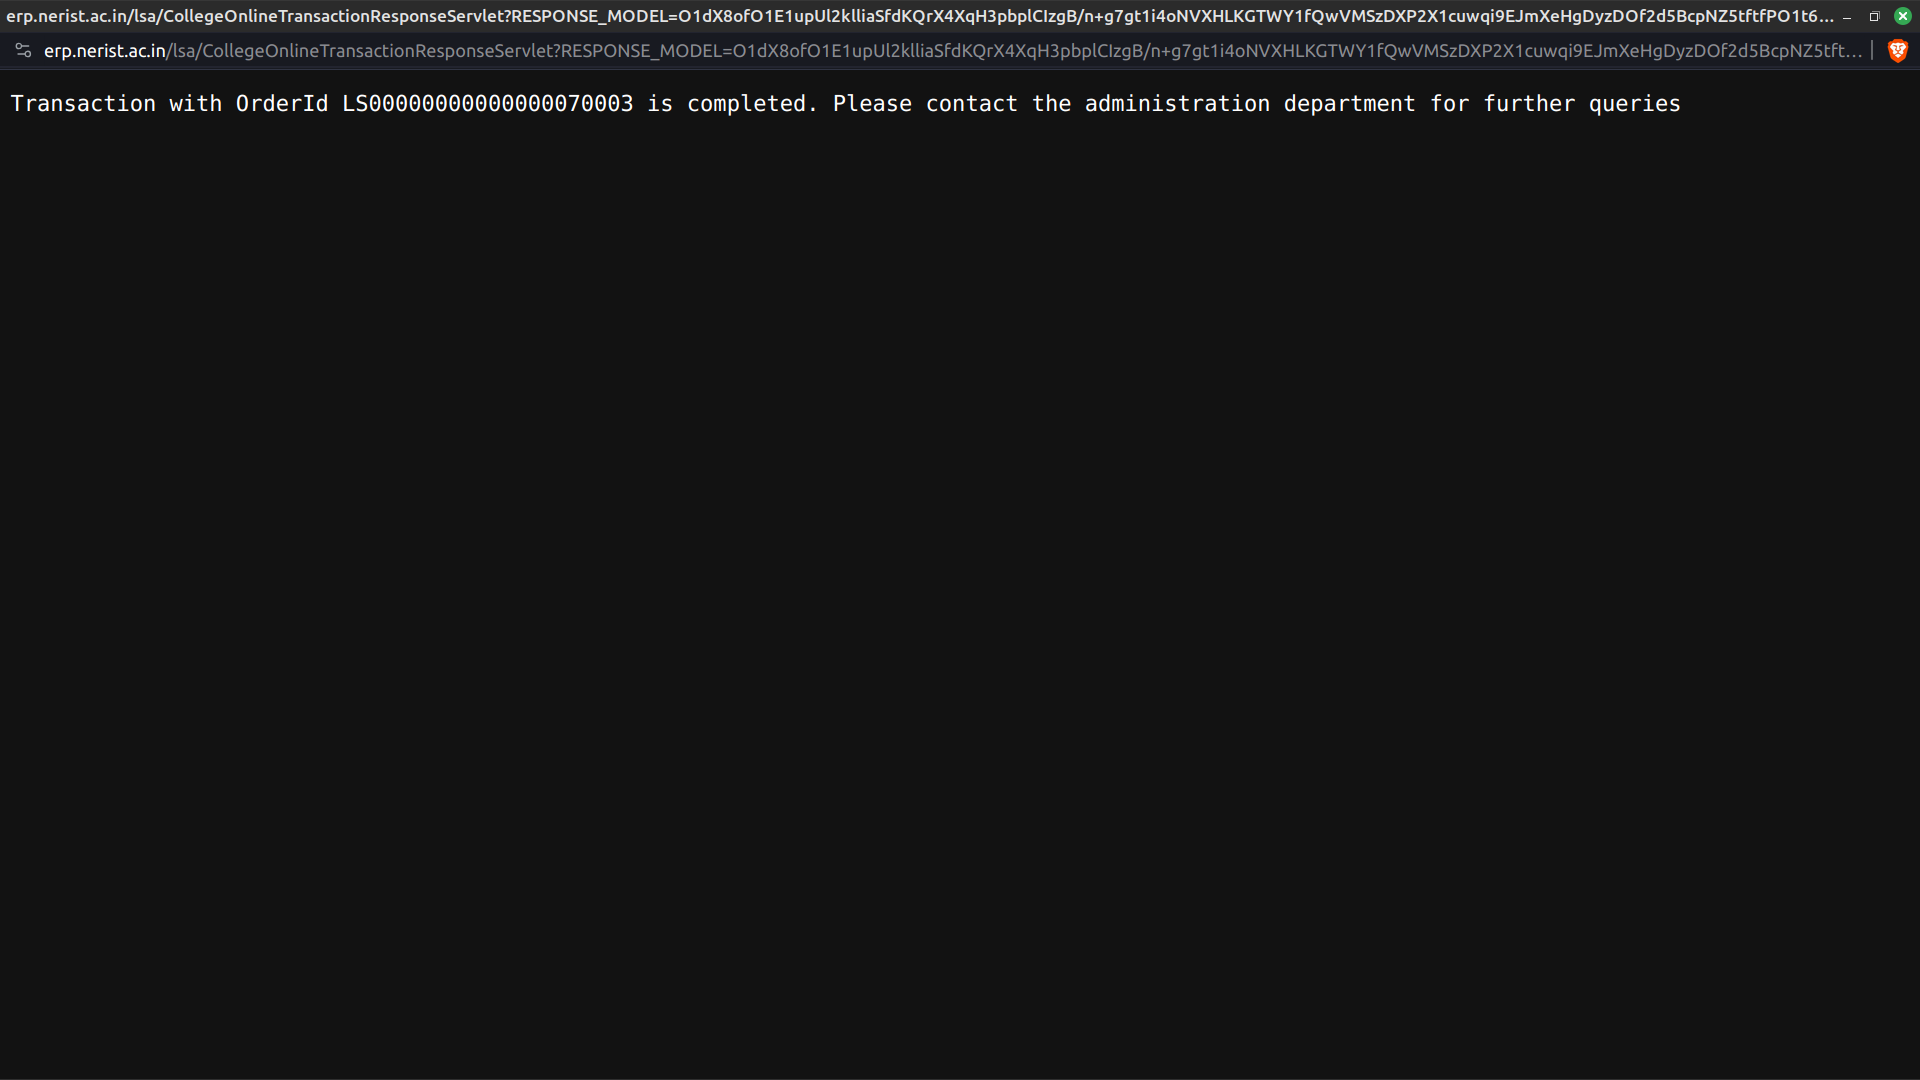 erp.nerist.ac.in/lsa/CollegeOnlineTransactionResponseServlet?RESPONSE_MODEL=O1dX8ofO1E1upUl2klliaSfdKQrX4XqH3pbplCIzgB/n+g7gt1i4oNVXHLKGTWY1fQwVMSzDXP2X1cuwqi9EJmXeHgDyzDOf2d5BcpNZ5tftfPO1t6...
erp.nerist.ac.in/lsa/CollegeOnlineTransactionResponseServlet?RESPONSE_MODEL=O1dX8ofO1E1upUl2klliaSfdKQrX4XqH3pbplCIzgB/n+g7gt1i4oNVXHLKGTWY1fQwVMSzDXP2X1cuwqi9EJmXeHgDyzDOf2d5BcpNZ5tft...
Transaction with OrderId LS00000000000000070003 is completed. Please contact the administration department for further queries